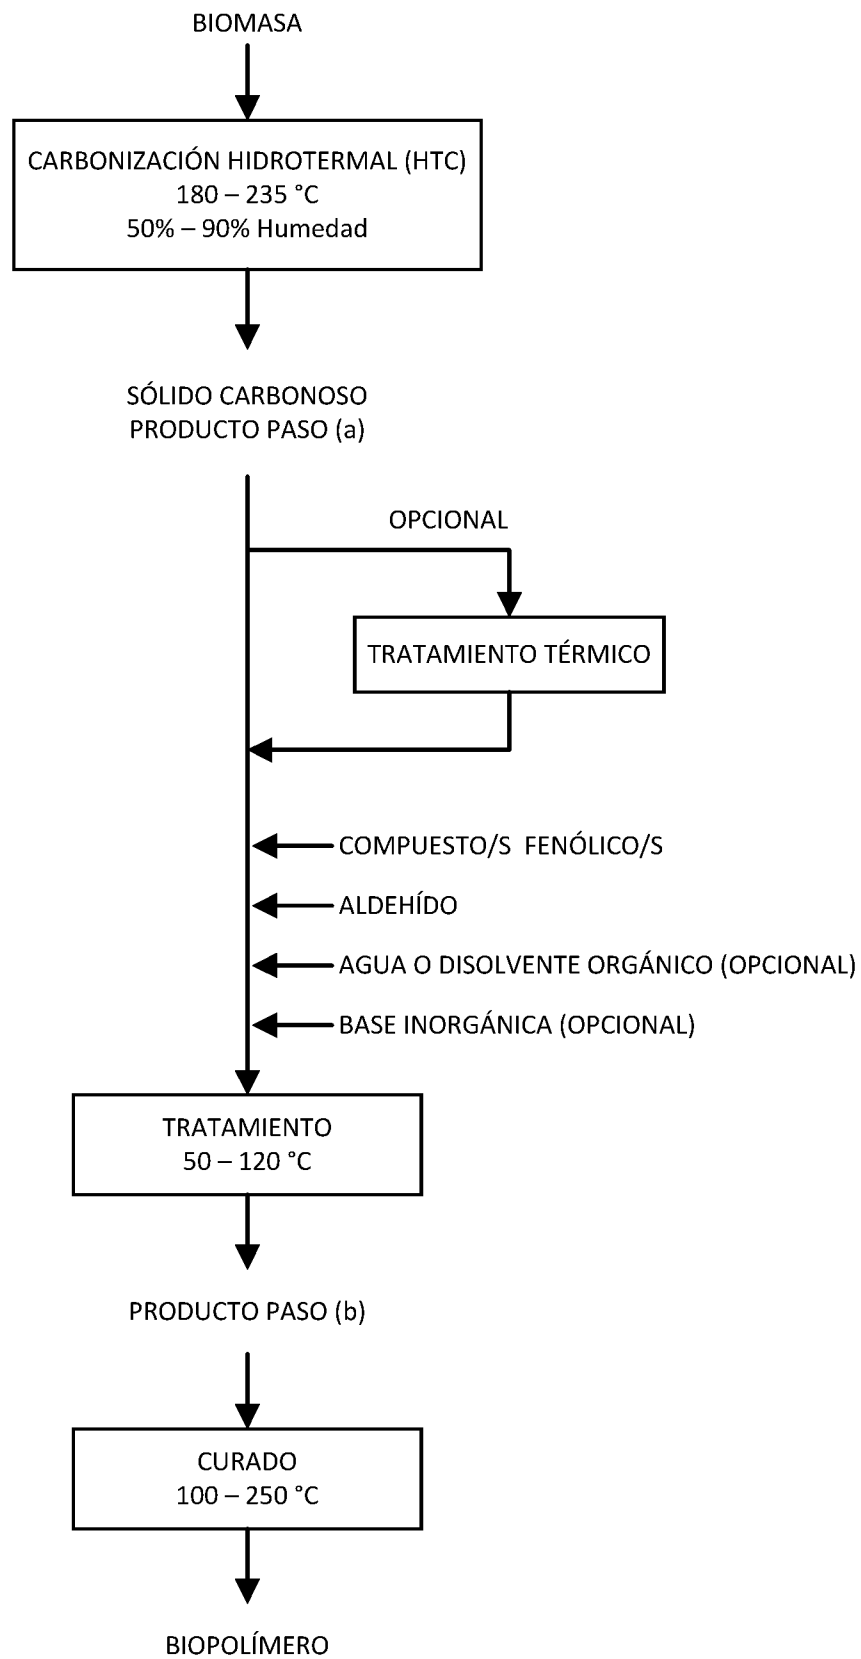 BIOMASA
CARBONIZACIÓN HIDROTERMAL (HTC)
180 – 235 °C
50% – 90% Humedad
SÓLIDO CARBONOSO
PRODUCTO PASO (a)
OPCIONAL
TRATAMIENTO TÉRMICO
COMPUESTO/S FENÓLICO/S
ALDEHÍDO
AGUA O DISOLVENTE ORGÁNICO (OPCIONAL)
BASE INORGÁNICA (OPCIONAL)
TRATAMIENTO
50 – 120 °C
PRODUCTO PASO (b)
CURADO
100 – 250 °C
BIOPOLÍMERO